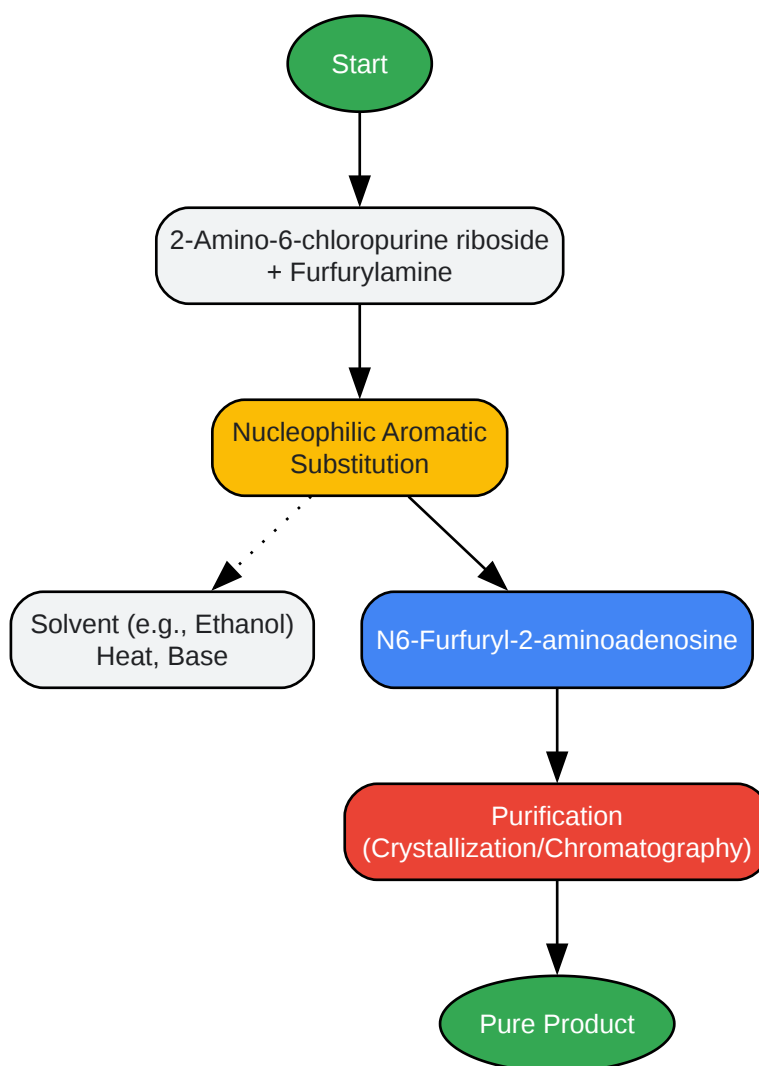 Start
2-Amino-6-chloropurine riboside
+ Furfurylamine
Nucleophilic Aromatic
Substitution
Solvent (e.g., Ethanol)
Heat, Base
N6-Furfuryl-2-aminoadenosine
Purification
(Crystallization/Chromatography)
Pure Product